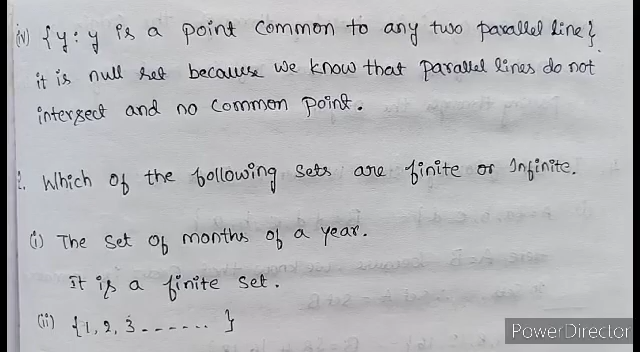 iv) {y: y is a point common to any two parallel line}
it is null set because we know that parallel lines do not
intersect and no common point.
2. Which of the following sets are finite or Infinite.
(i) The set of months of a year.
It is a finite set.
(ii) {1, 2, 3 - - - - - - }
PowerDirector